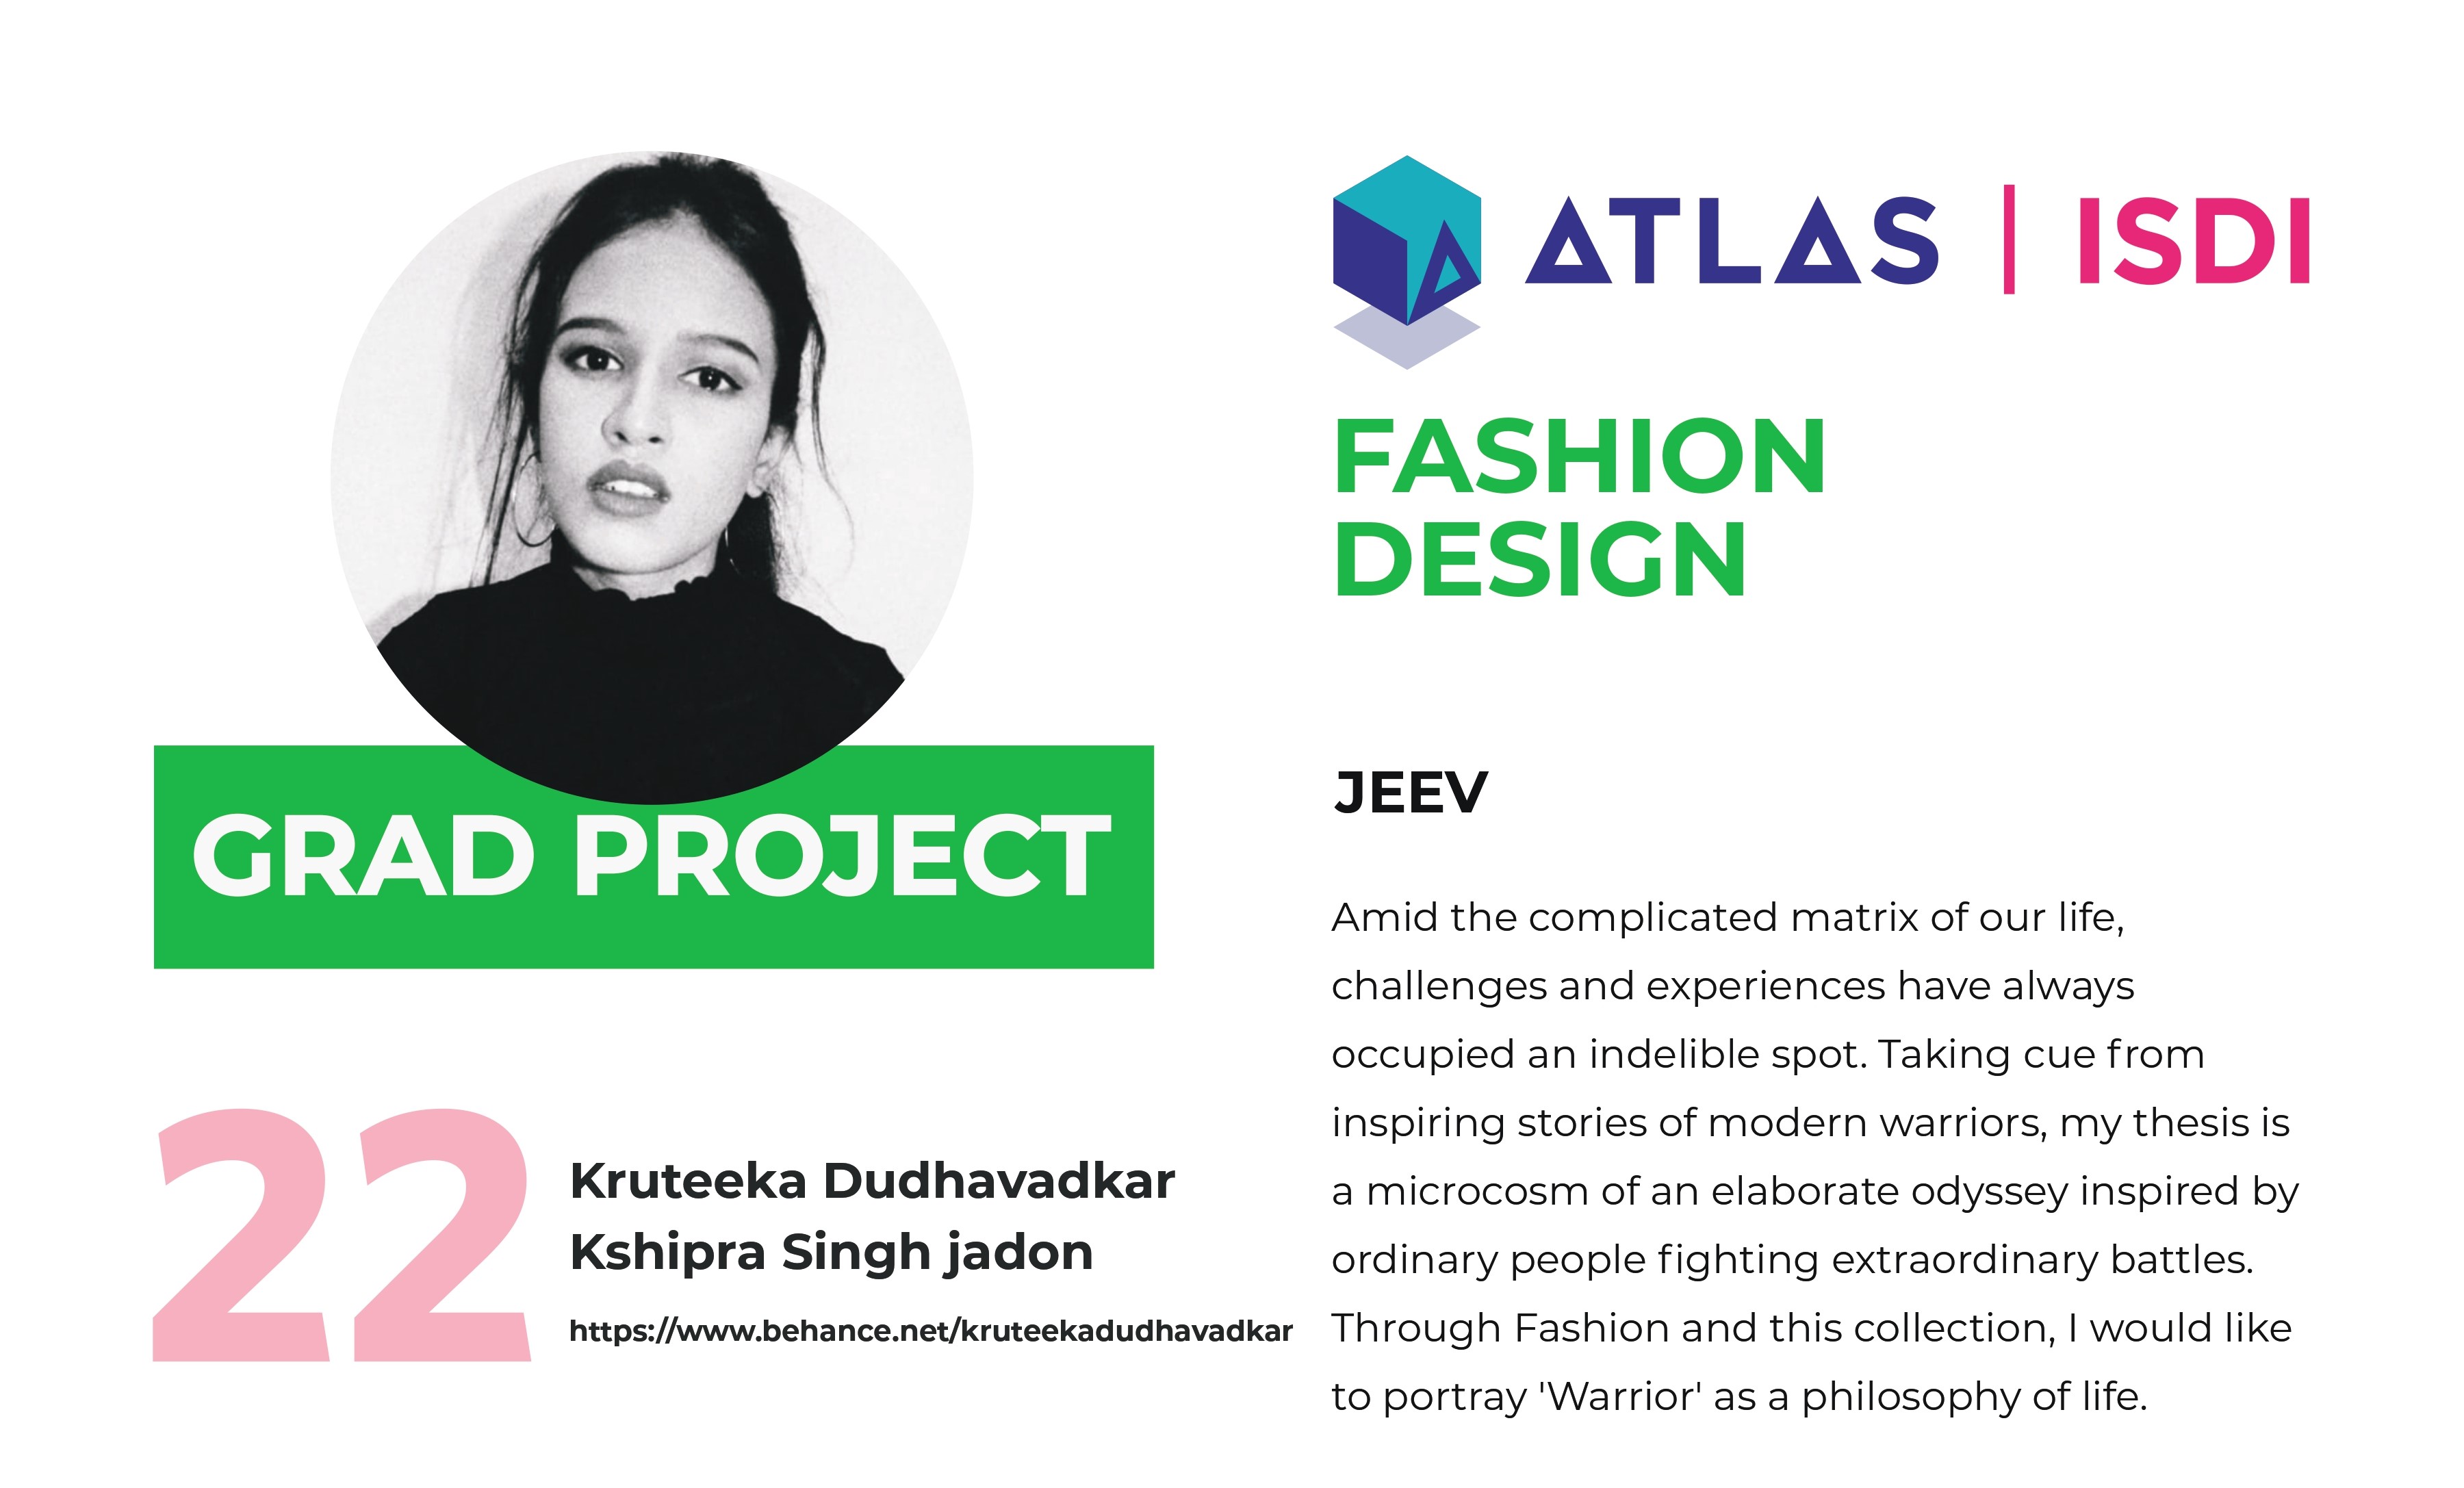 GRAD PROJECT
22
Kruteeka Dudhavadkar
Kshipra Singh jadon
https://www.behance.net/kruteekadudhavadkar
ATLAS | ISDI
FASHION
DESIGN
JEEV
Amid the complicated matrix of our life,
challenges and experiences have always
occupied an indelible spot. Taking cue from
inspiring stories of modern warriors, my thesis is
a microcosm of an elaborate odyssey inspired by
ordinary people fighting extraordinary battles.
Through Fashion and this collection, I would like
to portray 'Warrior' as a philosophy of life.